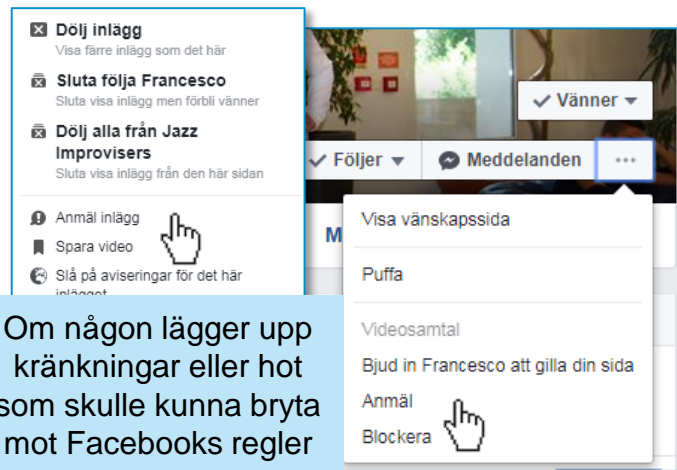 Dölj inlägg
Visa färre inlägg som det här
Sluta följa Francesco
Sluta visa inlägg men förbli vänner
Dölj alla från Jazz
Improvisers
Sluta visa inlägg från den här sidan
Anmäl inlägg
Spara video
Slå på aviseringar för det här
inlägget
Om någon lägger upp
kränkningar eller hot
som skulle kunna bryta
mot Facebooks regler
Vänner
Följer
Meddelanden
M
Visa vänskapssida
Puffa
Videosamtal
Bjud in Francesco att gilla din sida
Anmäl
Blockera